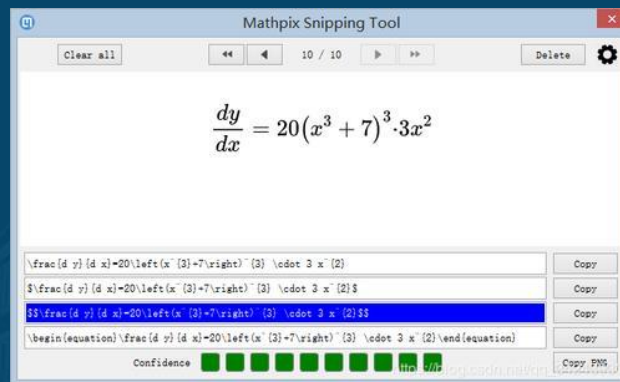 Mathpix Snipping Tool
Clear all 10 / 10 Delete
dy/dx = 20(x³ + 7)³·3x²
\frac{d y}{d x}=20\left(x^{3}+7\right)^{3} \cdot 3 x^{2} Copy
$\frac{d y}{d x}=20\left(x^{3}+7\right)^{3} \cdot 3 x^{2}$ Copy
$$\frac{d y}{d x}=20\left(x^{3}+7\right)^{3} \cdot 3 x^{2}$$ Copy
\begin{equation}\frac{d y}{d x}=20\left(x^{3}+7\right)^{3} \cdot 3 x^{2}\end{equation} Copy
Confidence Copy PNG